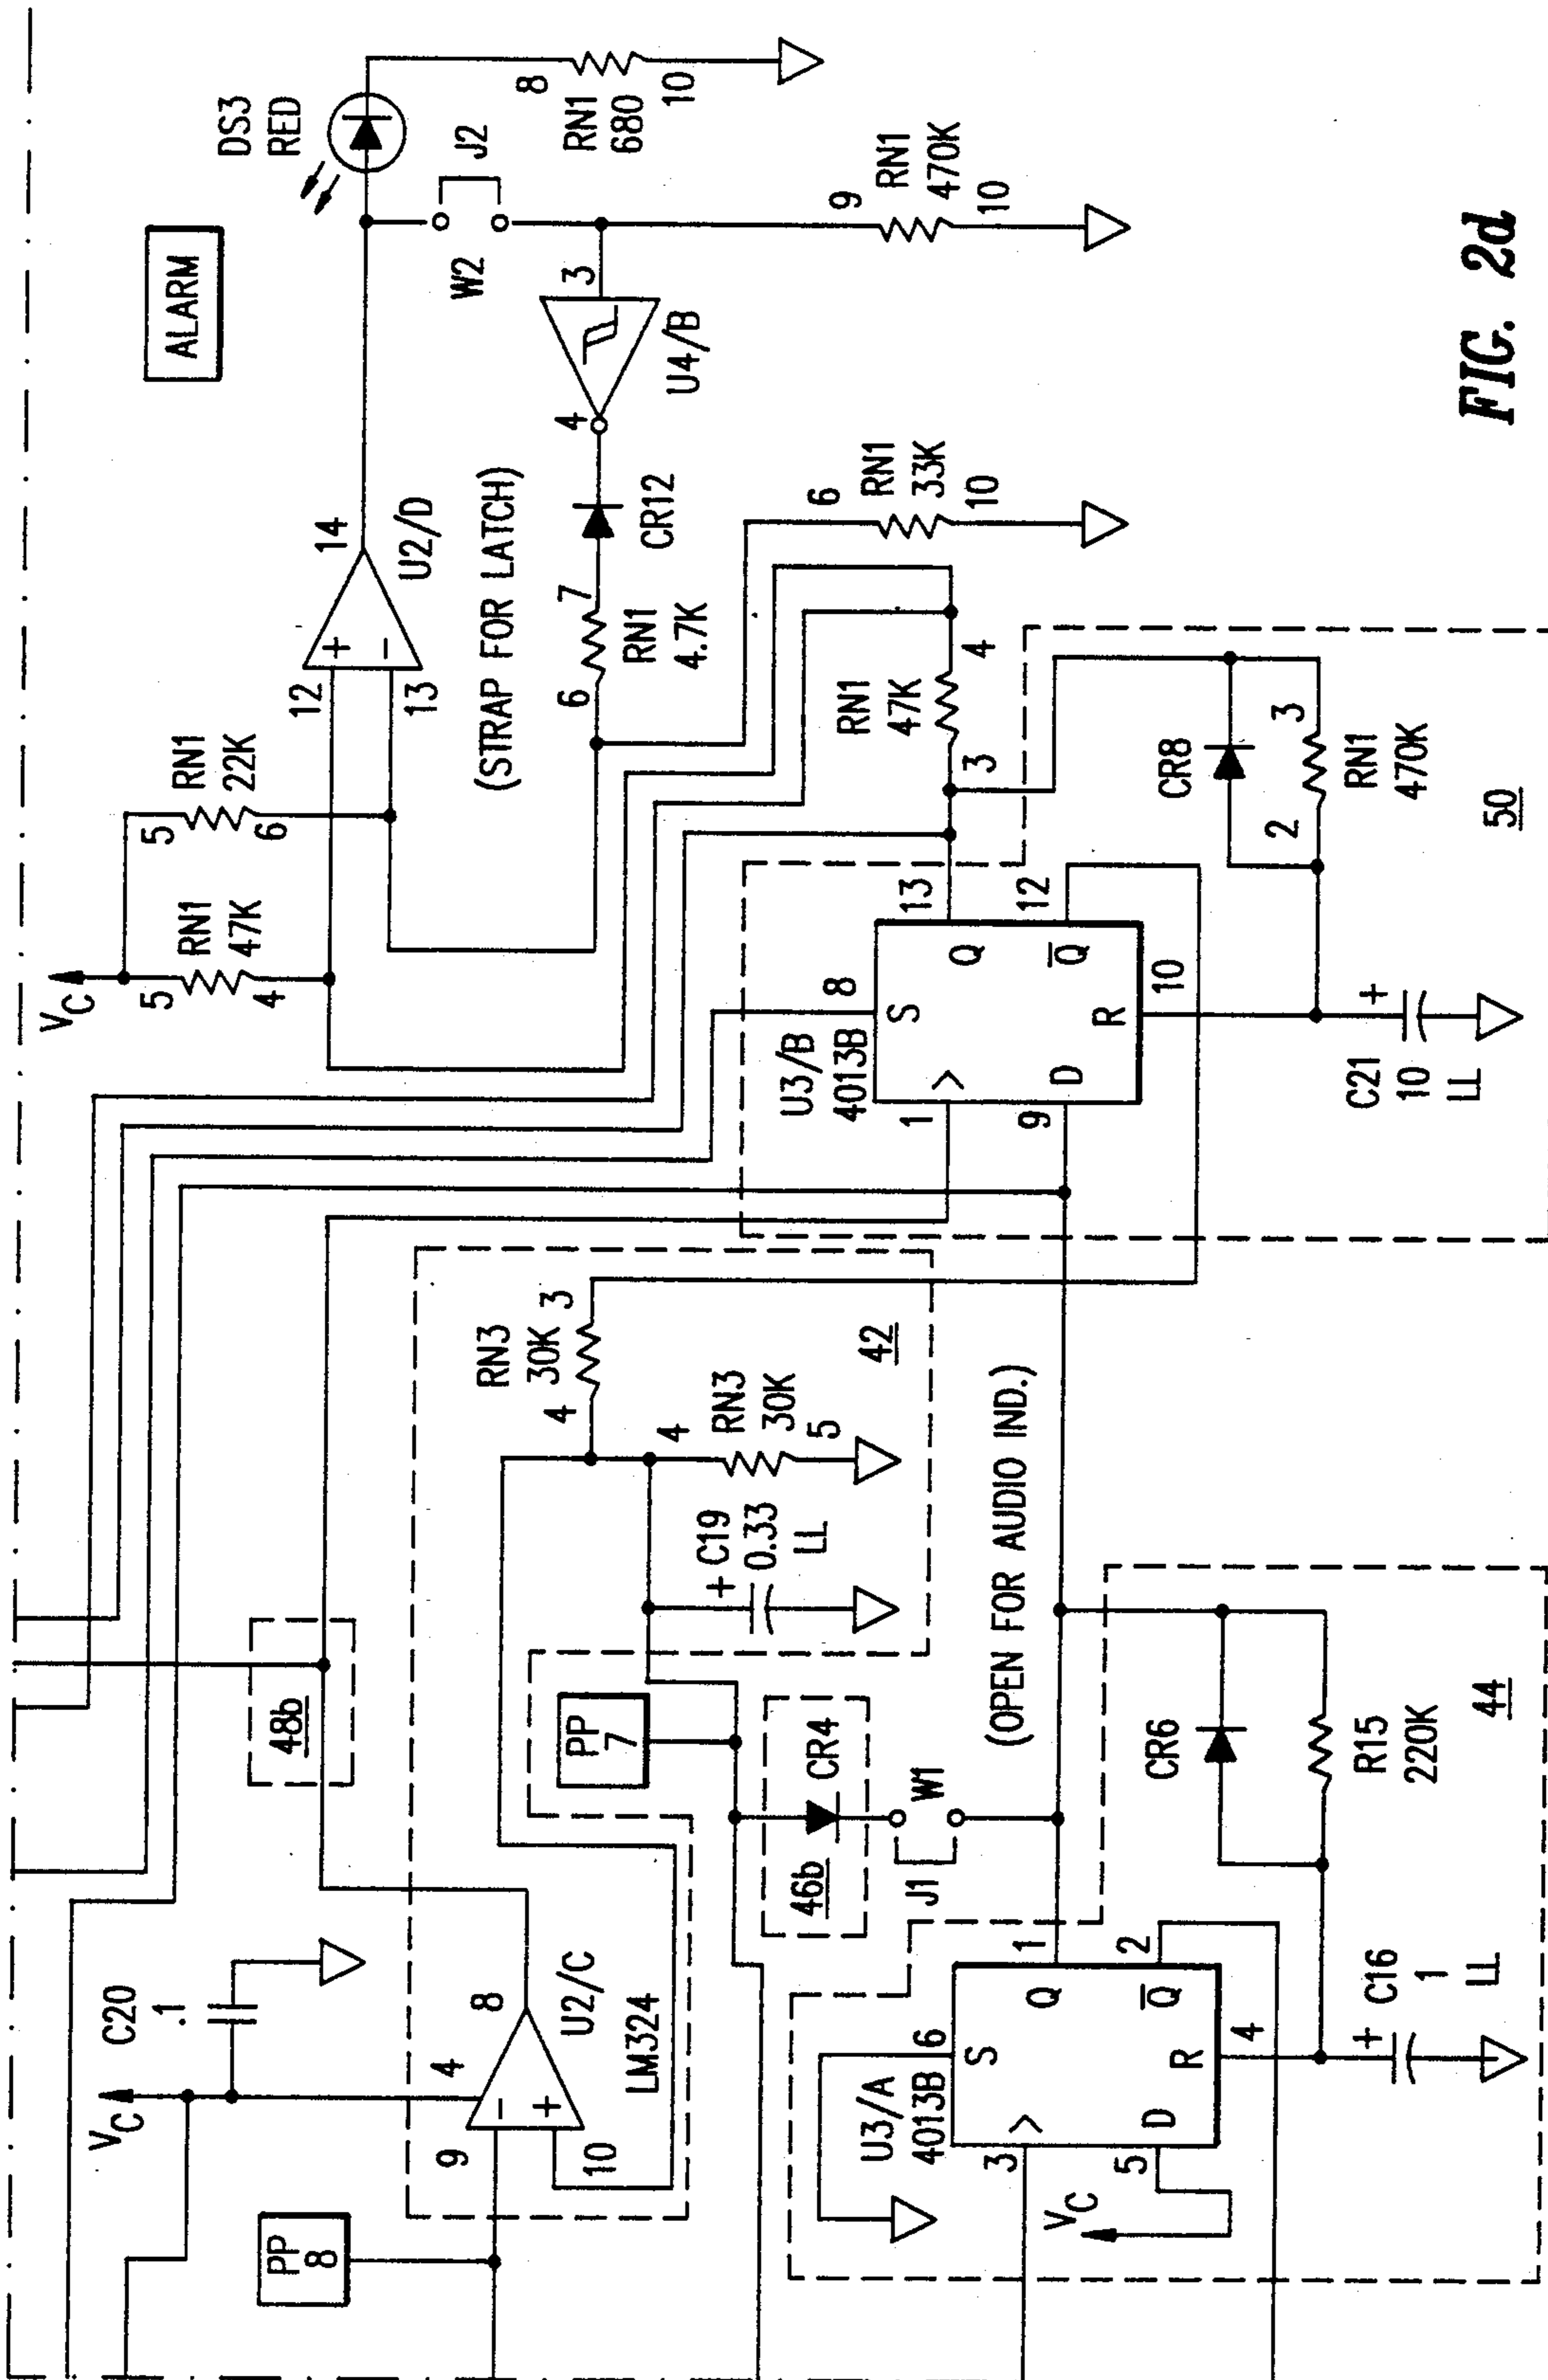 ALARM
DS3
RED
8
RN1
680
10
J2
W2
9
RN1
470K
10
3
U4/B
4
CR12
(STRAP FOR LATCH)
7
RN1
4.7K
6
6
RN1
33K
10
14
U2/D
12
+
-
13
VC
5
RN1
47K
4
5
RN1
22K
6
RN1
47K
4
3
CR8
3
RN1
470K
2
50
U3/B
4013B
8
S
13
Q
12
Q
1
>
9
D
R
10
C21
10
LL
+
RN3
30K
3
4
42
4
RN3
30K
5
+
C19
0.33
LL
48b
PP
7
46b
CR4
J1
W1
(OPEN FOR AUDIO IND.)
CR6
R15
220K
44
C20
.1
VC
4
8
U2/C
LM324
9
-
+
10
PP
8
U3/A
4013B
6
S
1
Q
2
Q
3
>
5
D
R
4
VC
+
C16
1
LL
FIG. 2d